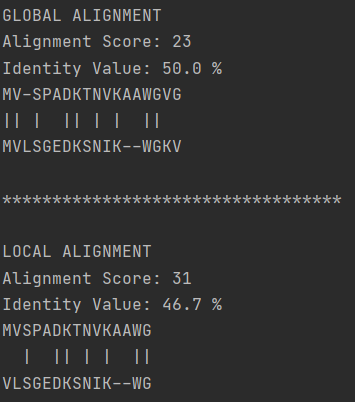 GLOBAL ALIGNMENT
Alignment Score: 23
Identity Value: 50.0 %
MV-SPADKTNVKAAWGVG
|| |  || | |  ||
MVLSGEDKSNIK--WGKV
**********************************
LOCAL ALIGNMENT
Alignment Score: 31
Identity Value: 46.7 %
MVSPADKTNVKAAWG
  |  || | |  ||
VLSGEDKSNIK--WG